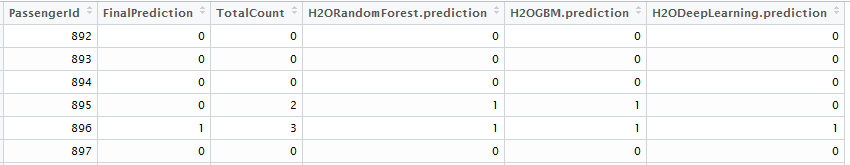 PassengerId FinalPrediction TotalCount H2ORandomForest.prediction H2OGBM.prediction H2ODeepLearning.prediction
892 0 0 0 0 0
893 0 0 0 0 0
894 0 0 0 0 0
895 0 2 1 1 0
896 1 3 1 1 1
897 0 0 0 0 0